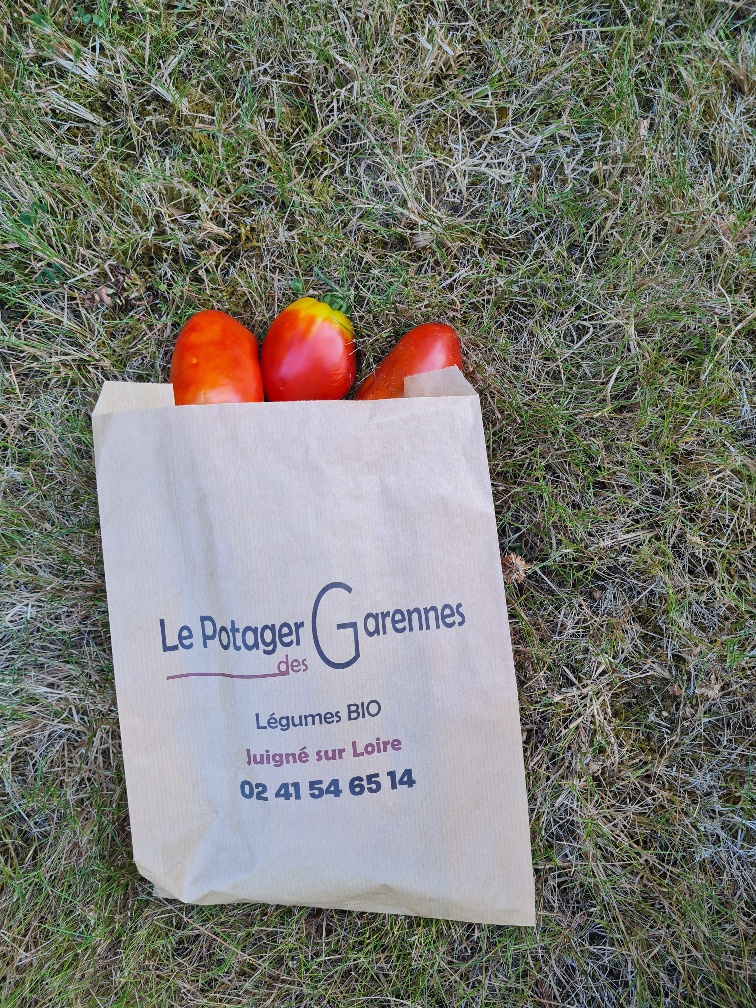 Le Potager des Garennes
Légumes BIO
Juigné sur Loire
02 41 54 65 14